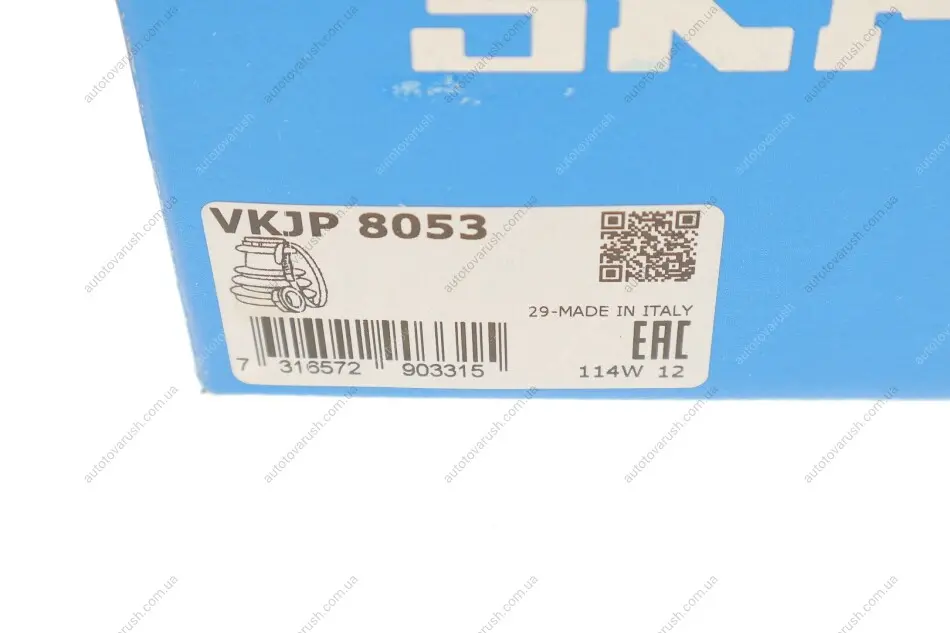 SKF
VKJP 8053
29-MADE IN ITALY
EAC
7 316572 903315
114W 12
autotovarush.com.ua